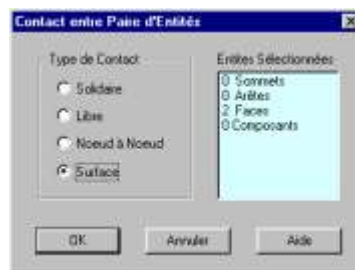 Contact entre Paire d'Entités
Type de Contact
Solidaire
Libre
Noeud à Noeud
Surface
Entités Sélectionnées
0 Sommets
0 Arêtes
2 Faces
0 Composants
OK
Annuler
Aide